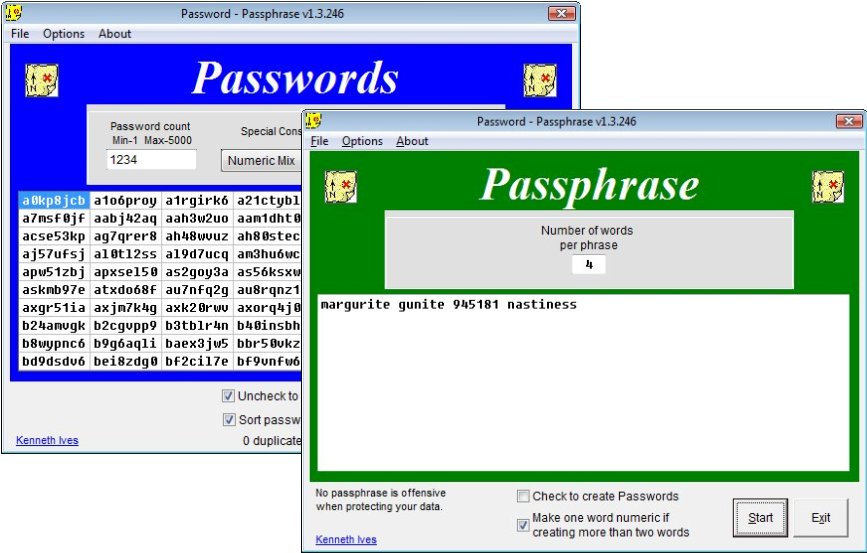 Password - Passphrase v1.3.246
File Options About
Passwords
Password count
Min-1 Max-5000
Special Cons
1234
Numeric Mix
a0kp8jcb a1o6proy a1rgirk6 a21ctybl
a7msf0jf aabj42aq aah3w2uo aam1dht0
acse53kp ag7qrer8 ah48wvuz ah80stec
aj57ufsj al0tl2ss al9d7ucq am3hu6wc
apw51zbj apxsel50 as2goy3a as56ksxw
askmb97e atxdo68f au7nfq2g au8rqnz1
axgr51ia axjm7k4g axk20rwv axorq4j0
b24amvgk b2cgvpp9 b3tblr4n b40insbh
b8wypnc6 b9g6aqli baex3jw5 bbr50vkz
bd9dsdv6 bei8zdg0 bf2cil7e bf9vnfw6
Uncheck to
Sort passw
Kenneth Ives
0 duplicate
Password - Passphrase v1.3.246
File Options About
Passphrase
Number of words
per phrase
4
margurite gunite 945181 nastiness
No passphrase is offensive
when protecting your data.
Kenneth Ives
Check to create Passwords
Make one word numeric if
creating more than two words
Start
Exit